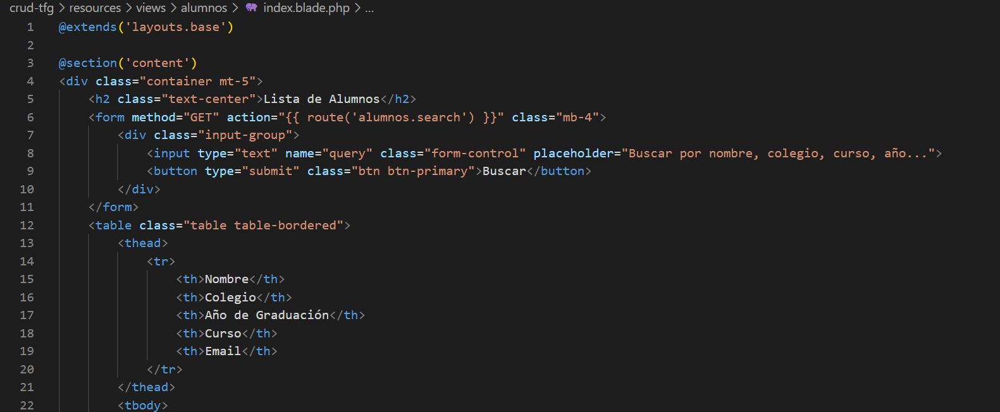 crud-tfg > resources > views > alumnos > index.blade.php > ...
1 @extends('layouts.base')
2
3 @section('content')
4 <div class="container mt-5">
5 <h2 class="text-center">Lista de Alumnos</h2>
6 <form method="GET" action="{{ route('alumnos.search') }}" class="mb-4">
7 <div class="input-group">
8 <input type="text" name="query" class="form-control" placeholder="Buscar por nombre, colegio, curso, año...">
9 <button type="submit" class="btn btn-primary">Buscar</button>
10 </div>
11 </form>
12 <table class="table table-bordered">
13 <thead>
14 <tr>
15 <th>Nombre</th>
16 <th>Colegio</th>
17 <th>Año de Graduación</th>
18 <th>Curso</th>
19 <th>Email</th>
20 </tr>
21 </thead>
22 <tbody>